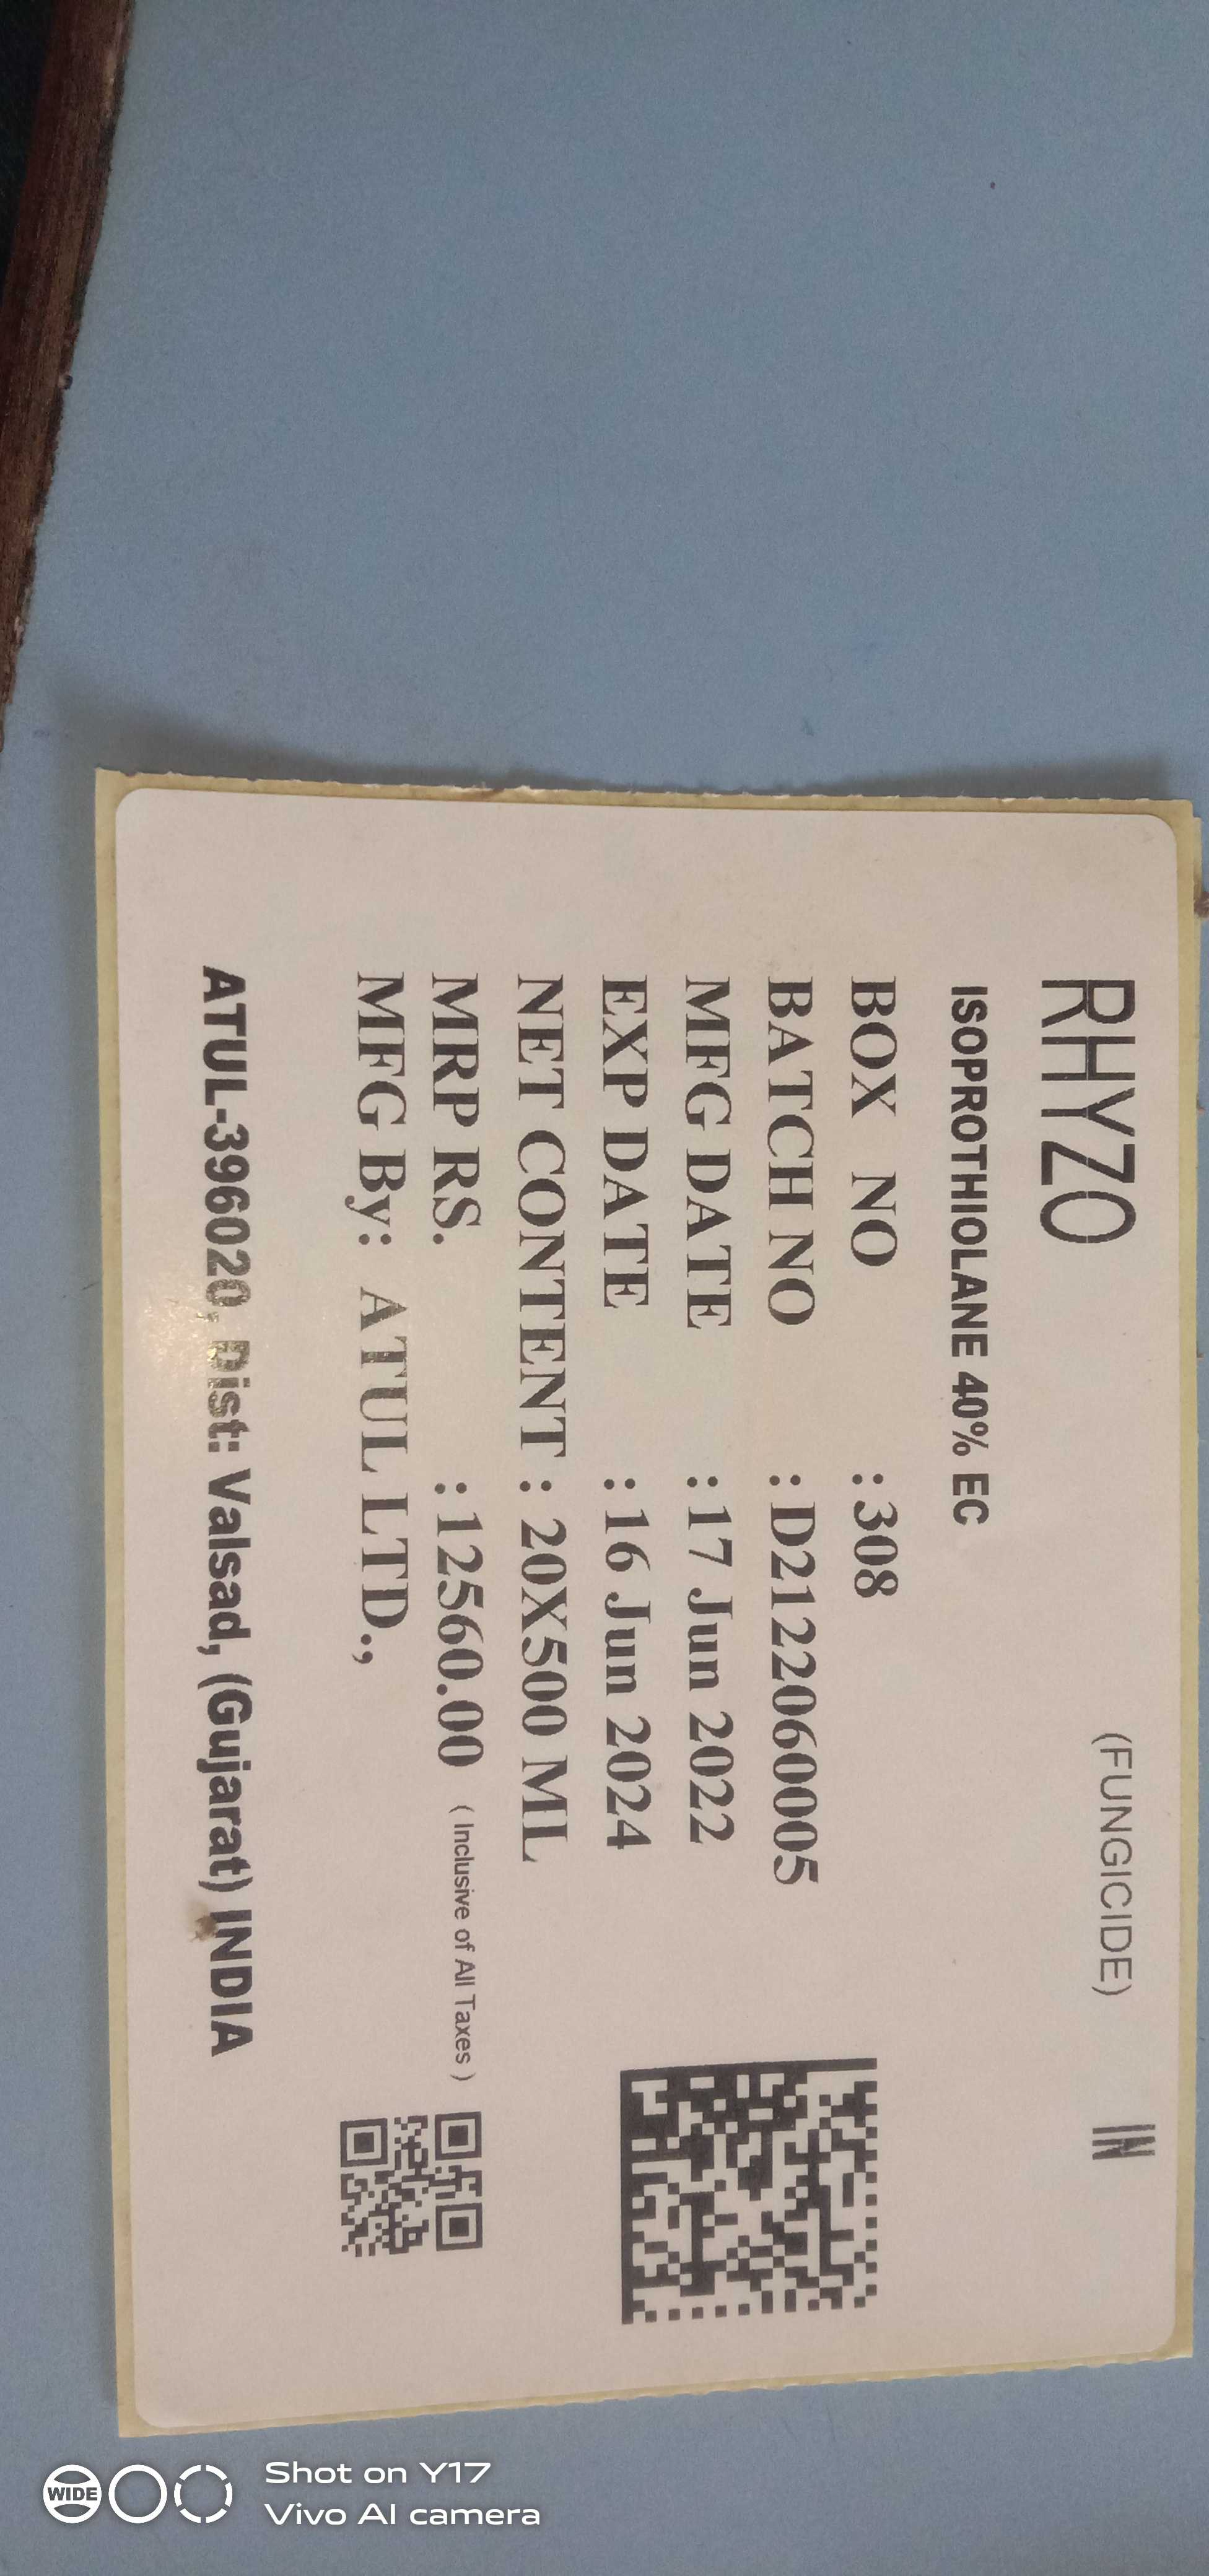 RHYZO
(FUNGICIDE)
IN
ISOPROTHIOLANE 40% EC
BOX NO : 308
BATCH NO : D2122060005
MFG DATE : 17 Jun 2022
EXP DATE : 16 Jun 2024
NET CONTENT : 20X500 ML
MRP RS. : 12560.00 ( Inclusive of All Taxes )
MFG By: ATUL LTD.,
ATUL-396020, Dist: Valsad, (Gujarat) INDIA
WIDE
Shot on Y17
Vivo AI camera